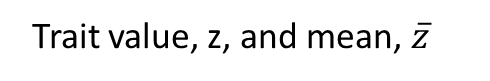 Trait value, z, and mean, z̄